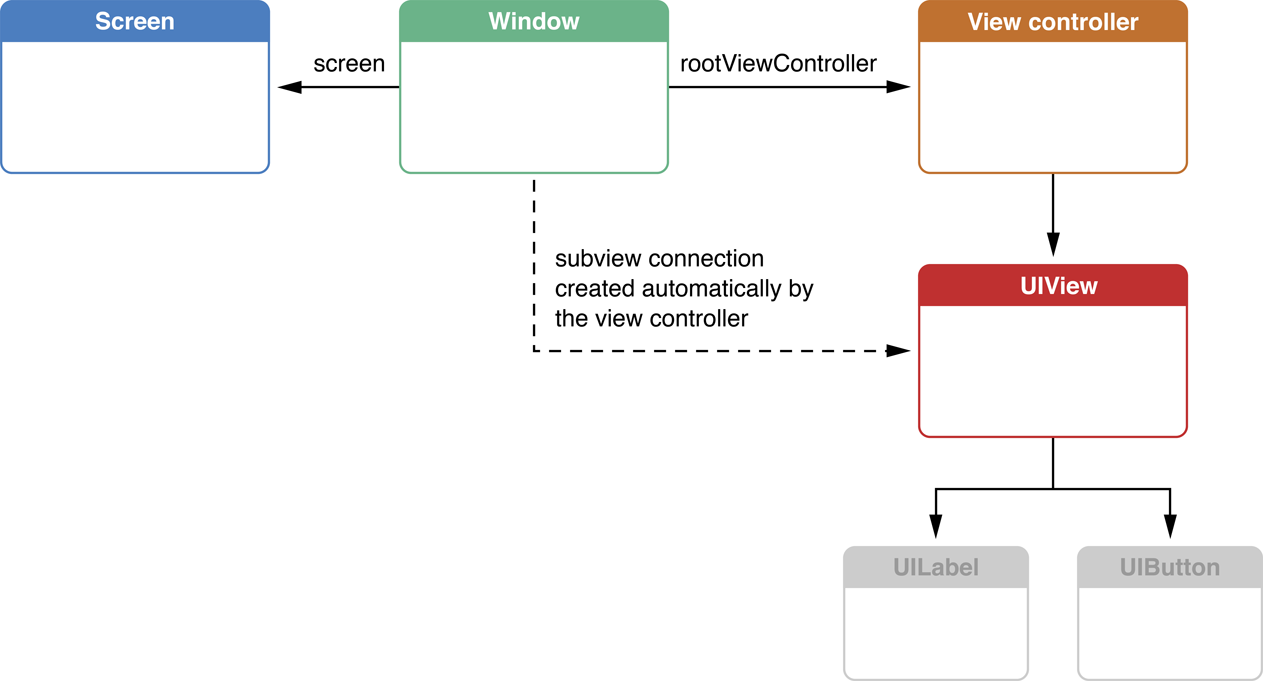 Screen
Window
View controller
screen
rootViewController
subview connection
created automatically by
the view controller
UIView
UILabel
UIButton